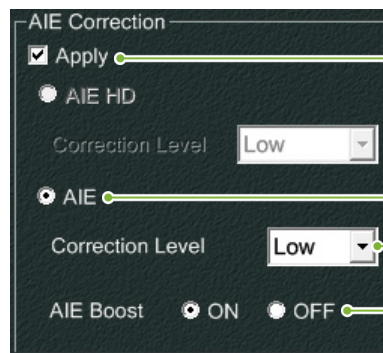 AIE Correction
Apply
AIE HD
Correction Level Low
AIE
Correction Level Low
AIE Boost ON OFF